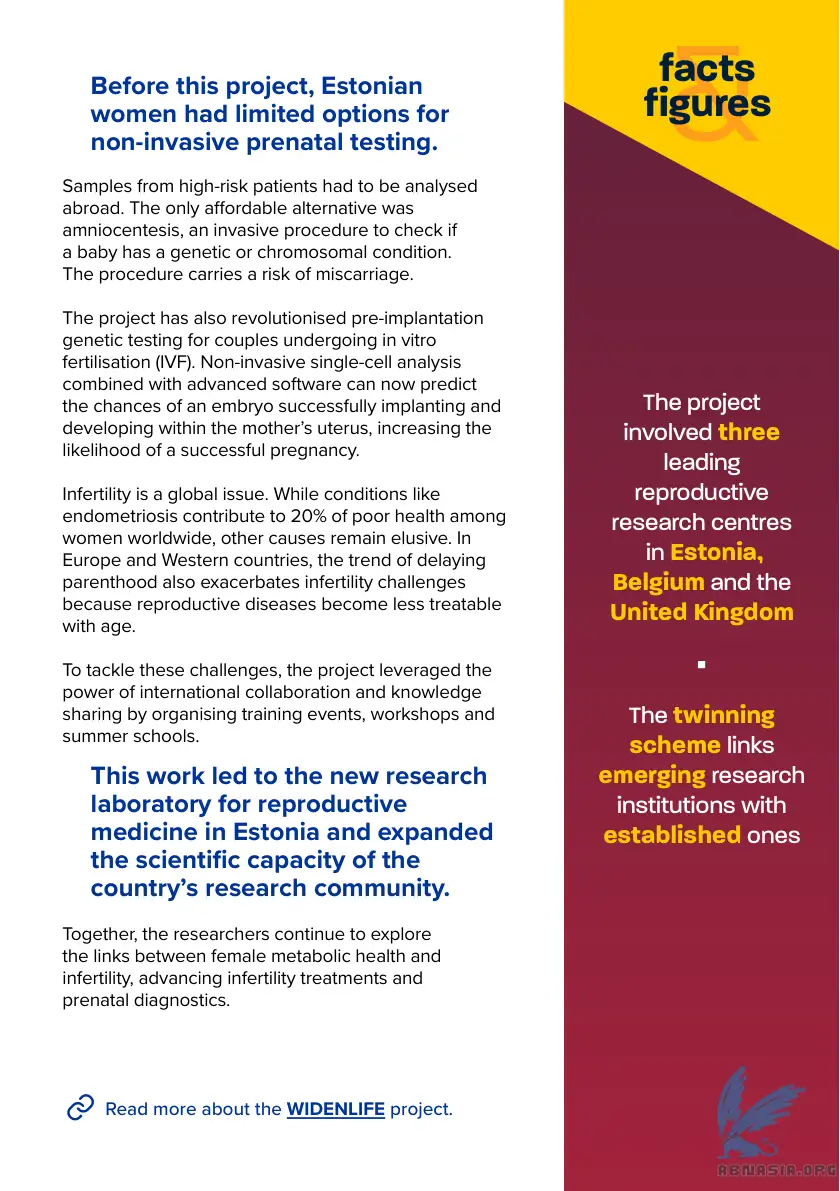 Before this project, Estonian
women had limited options for
non-invasive prenatal testing.
Samples from high-risk patients had to be analysed
abroad. The only affordable alternative was
amniocentesis, an invasive procedure to check if
a baby has a genetic or chromosomal condition.
The procedure carries a risk of miscarriage.
The project has also revolutionised pre-implantation
genetic testing for couples undergoing in vitro
fertilisation (IVF). Non-invasive single-cell analysis
combined with advanced software can now predict
the chances of an embryo successfully implanting and
developing within the mother’s uterus, increasing the
likelihood of a successful pregnancy.
Infertility is a global issue. While conditions like
endometriosis contribute to 20% of poor health among
women worldwide, other causes remain elusive. In
Europe and Western countries, the trend of delaying
parenthood also exacerbates infertility challenges
because reproductive diseases become less treatable
with age.
To tackle these challenges, the project leveraged the
power of international collaboration and knowledge
sharing by organising training events, workshops and
summer schools.
This work led to the new research
laboratory for reproductive
medicine in Estonia and expanded
the scientific capacity of the
country’s research community.
Together, the researchers continue to explore
the links between female metabolic health and
infertility, advancing infertility treatments and
prenatal diagnostics.
Read more about the WIDENLIFE project.
&
facts
figures
The project
involved three
leading
reproductive
research centres
in Estonia,
Belgium and the
United Kingdom
The twinning
scheme links
emerging research
institutions with
established ones
ABNASIA.ORG